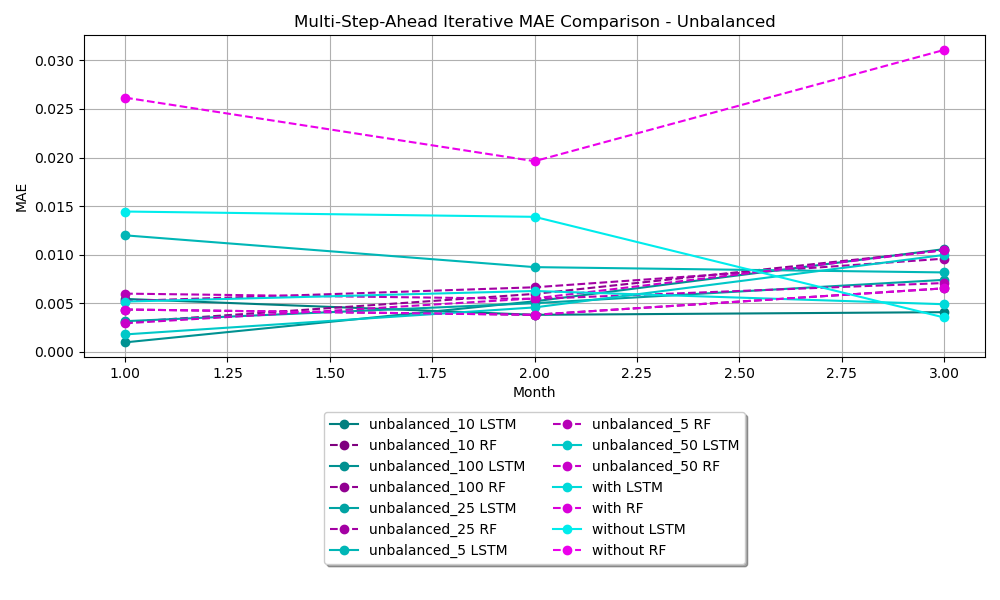 Multi-Step-Ahead Iterative MAE Comparison - Unbalanced
0.030
0.025
0.020
0.015
0.010
0.005
0.000
MAE
1.00 1.25 1.50 1.75 2.00 2.25 2.50 2.75 3.00
Month
unbalanced_10 LSTM
unbalanced_10 RF
unbalanced_100 LSTM
unbalanced_100 RF
unbalanced_25 LSTM
unbalanced_25 RF
unbalanced_5 LSTM
unbalanced_5 RF
unbalanced_50 LSTM
unbalanced_50 RF
with LSTM
with RF
without LSTM
without RF